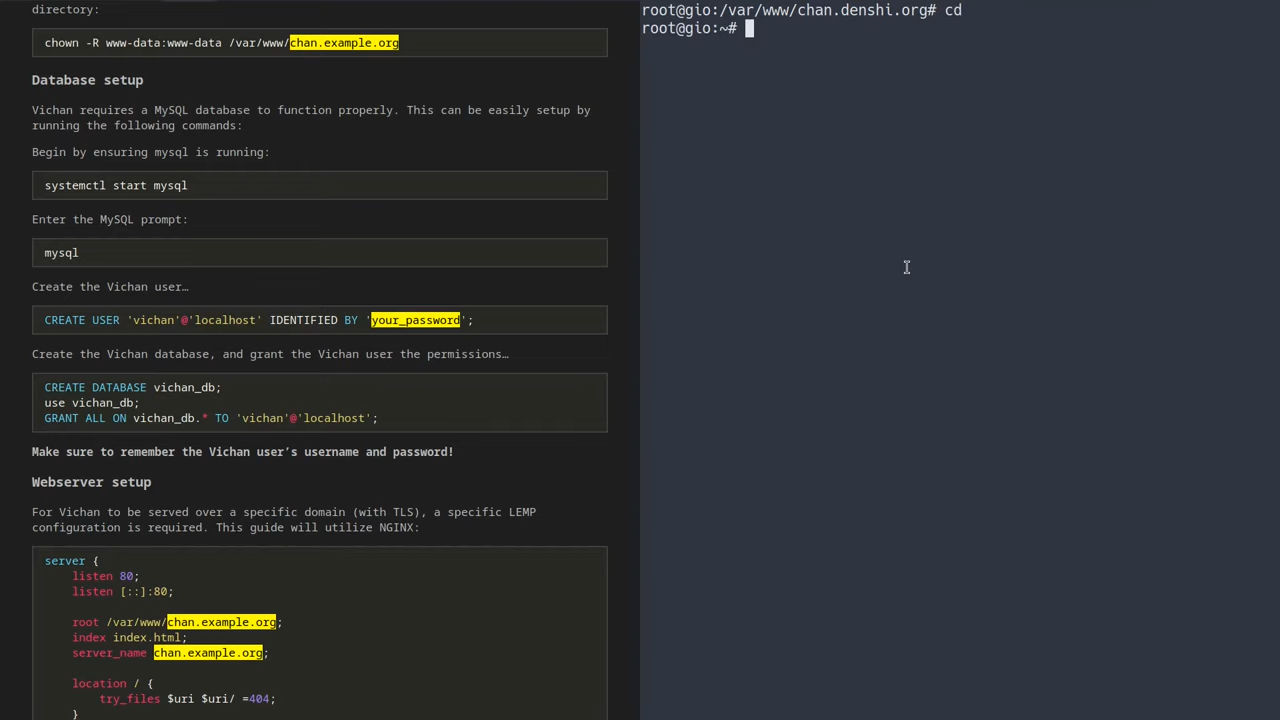 directory:
chown -R www-data:www-data /var/www/chan.example.org
Database setup
Vichan requires a MySQL database to function properly. This can be easily setup by
running the following commands:
Begin by ensuring mysql is running:
systemctl start mysql
Enter the MySQL prompt:
mysql
Create the Vichan user…
CREATE USER 'vichan'@'localhost' IDENTIFIED BY 'your_password';
Create the Vichan database, and grant the Vichan user the permissions…
CREATE DATABASE vichan_db;
use vichan_db;
GRANT ALL ON vichan_db.* TO 'vichan'@'localhost';
Make sure to remember the Vichan user’s username and password!
Webserver setup
For Vichan to be served over a specific domain (with TLS), a specific LEMP
configuration is required. This guide will utilize NGINX:
server {
listen 80;
listen [::]:80;
root /var/www/chan.example.org;
index index.html;
server_name chan.example.org;
location / {
try_files $uri $uri/ =404;
}
root@gio:/var/www/chan.denshi.org# cd
root@gio:~#